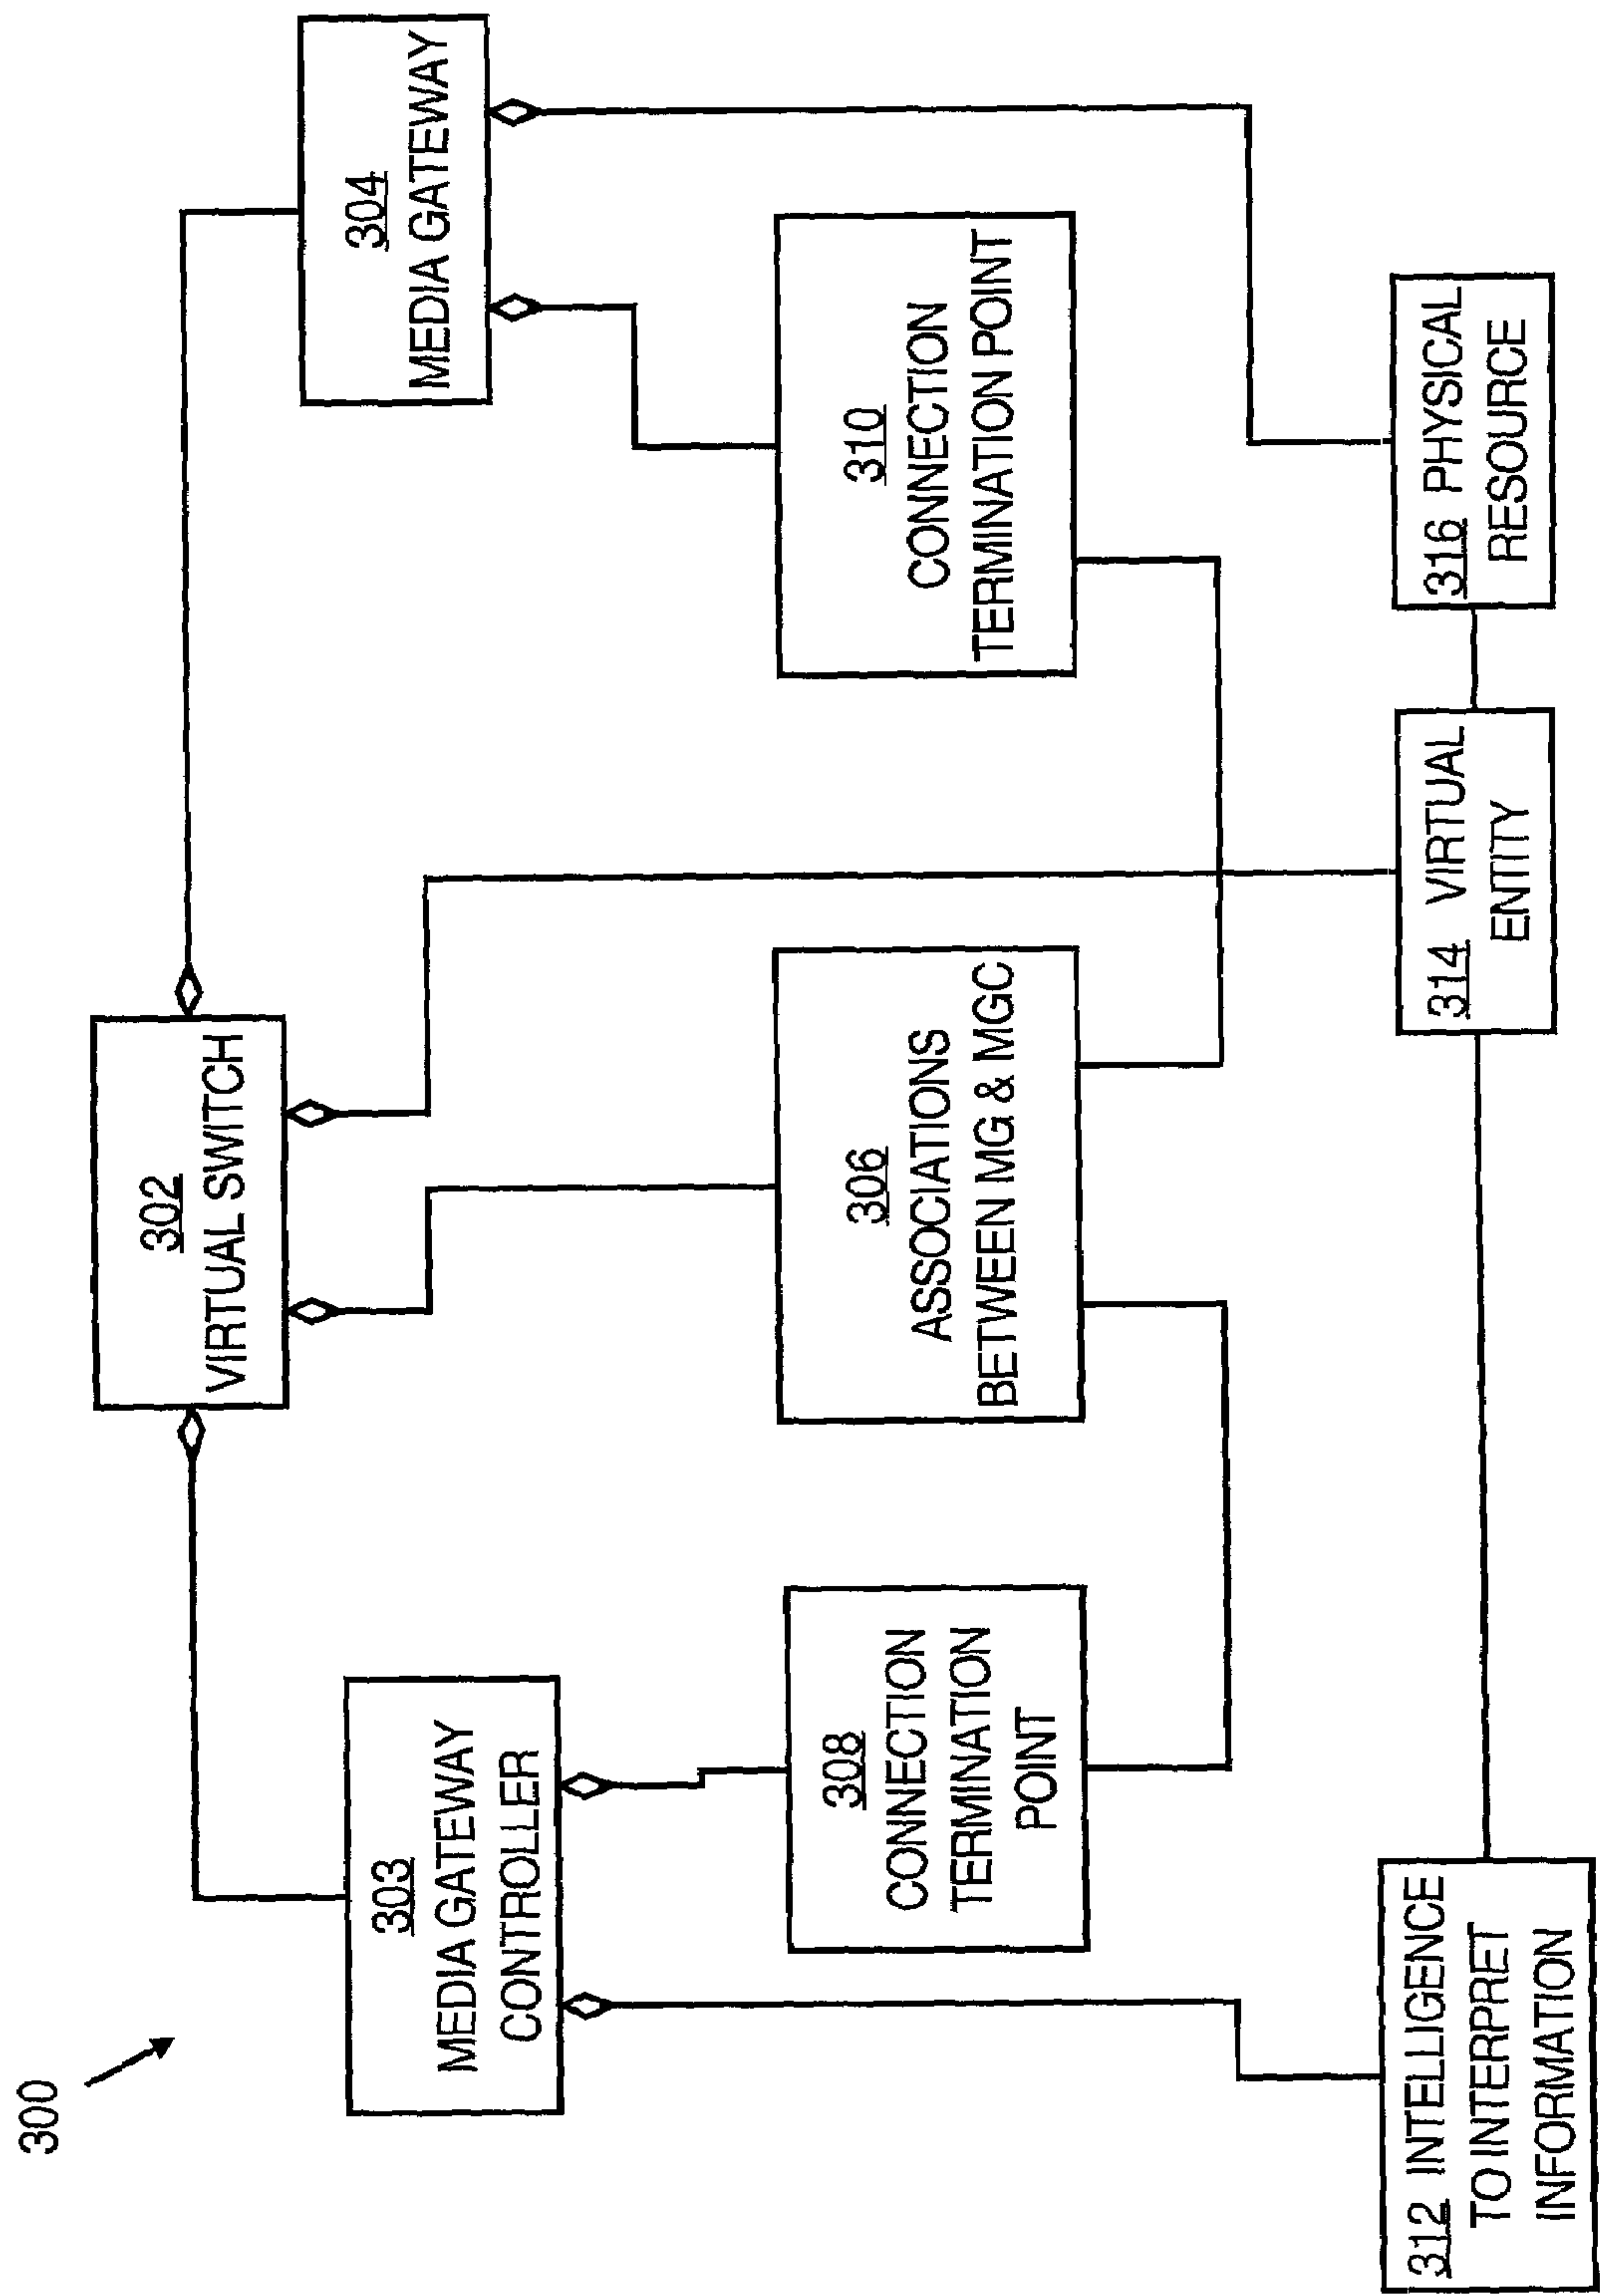 300
302
VIRTUAL SWITCH
303
MEDIA GATEWAY
CONTROLLER
304
MEDIA GATEWAY
308
CONNECTION
TERMINATION
POINT
306
ASSOCIATIONS
BETWEEN MG & MGC
310
CONNECTION
TERMINATION POINT
312 INTELLIGENCE
TO INTERPRET
INFORMATION
314 VIRTUAL
ENTITY
316 PHYSICAL
RESOURCE